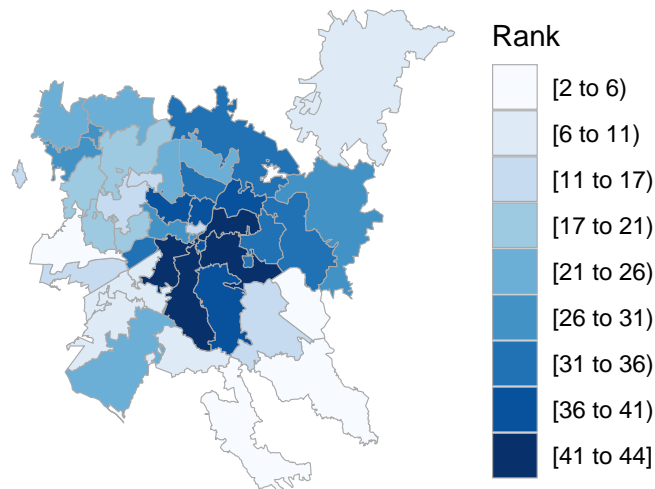 Rank
[2 to 6)
[6 to 11)
[11 to 17)
[17 to 21)
[21 to 26)
[26 to 31)
[31 to 36)
[36 to 41)
[41 to 44]